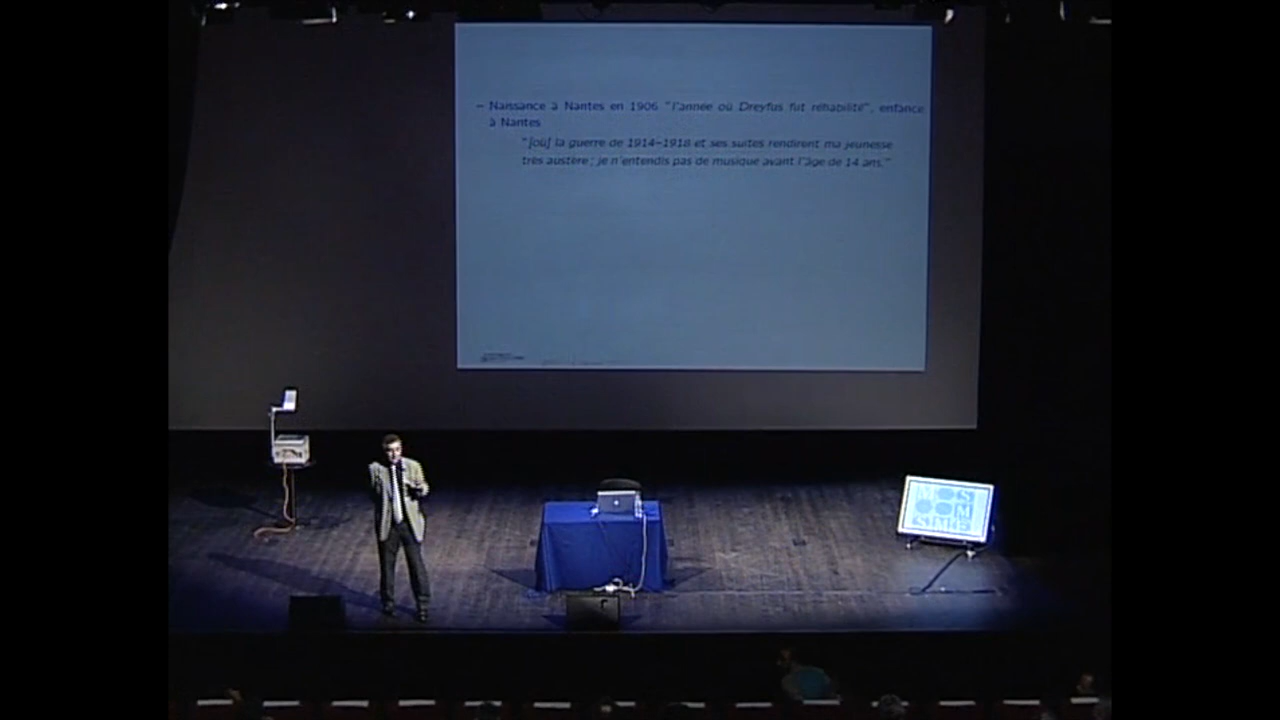 – Naissance à Nantes en 1906 "l'année où Dreyfus fut réhabilité", enfance
à Nantes
"[où] la guerre de 1914–1918 et ses suites rendirent ma jeunesse
très austère ; je n'entendis pas de musique avant l'âge de 14 ans."